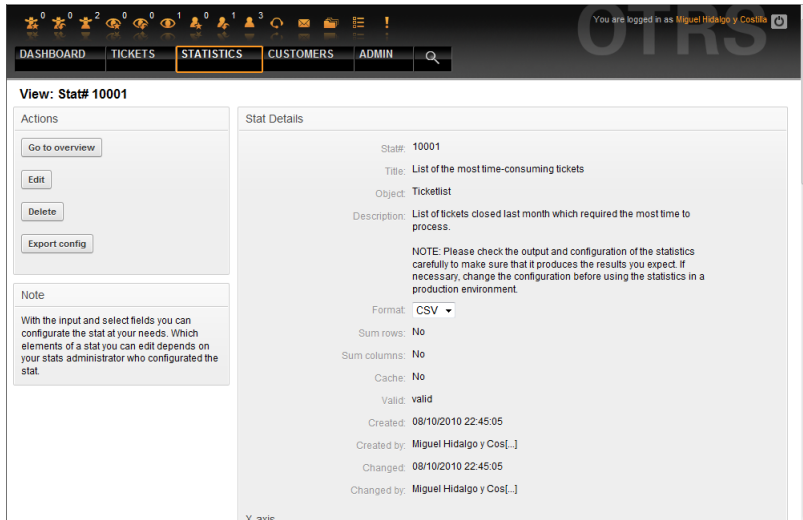 0 0 2 0 0 1 0 1 3
You are logged in as Miguel Hidalgo y Costilla
OTRS
DASHBOARD TICKETS STATISTICS CUSTOMERS ADMIN
View: Stat# 10001
Actions
Go to overview
Edit
Delete
Export config
Note
With the input and select fields you can
configurate the stat at your needs. Which
elements of a stat you can edit depends on
your stats administrator who configurated the
stat.
Stat Details
Stat#: 10001
Title: List of the most time-consuming tickets
Object: Ticketlist
Description: List of tickets closed last month which required the most time to
process.
NOTE: Please check the output and configuration of the statistics
carefully to make sure that it produces the results you expect. If
necessary, change the configuration before using the statistics in a
production environment.
Format: CSV
Sum rows: No
Sum columns: No
Cache: No
Valid: valid
Created: 08/10/2010 22:45:05
Created by: Miguel Hidalgo y Cos[...]
Changed: 08/10/2010 22:45:05
Changed by: Miguel Hidalgo y Cos[...]
X-axis